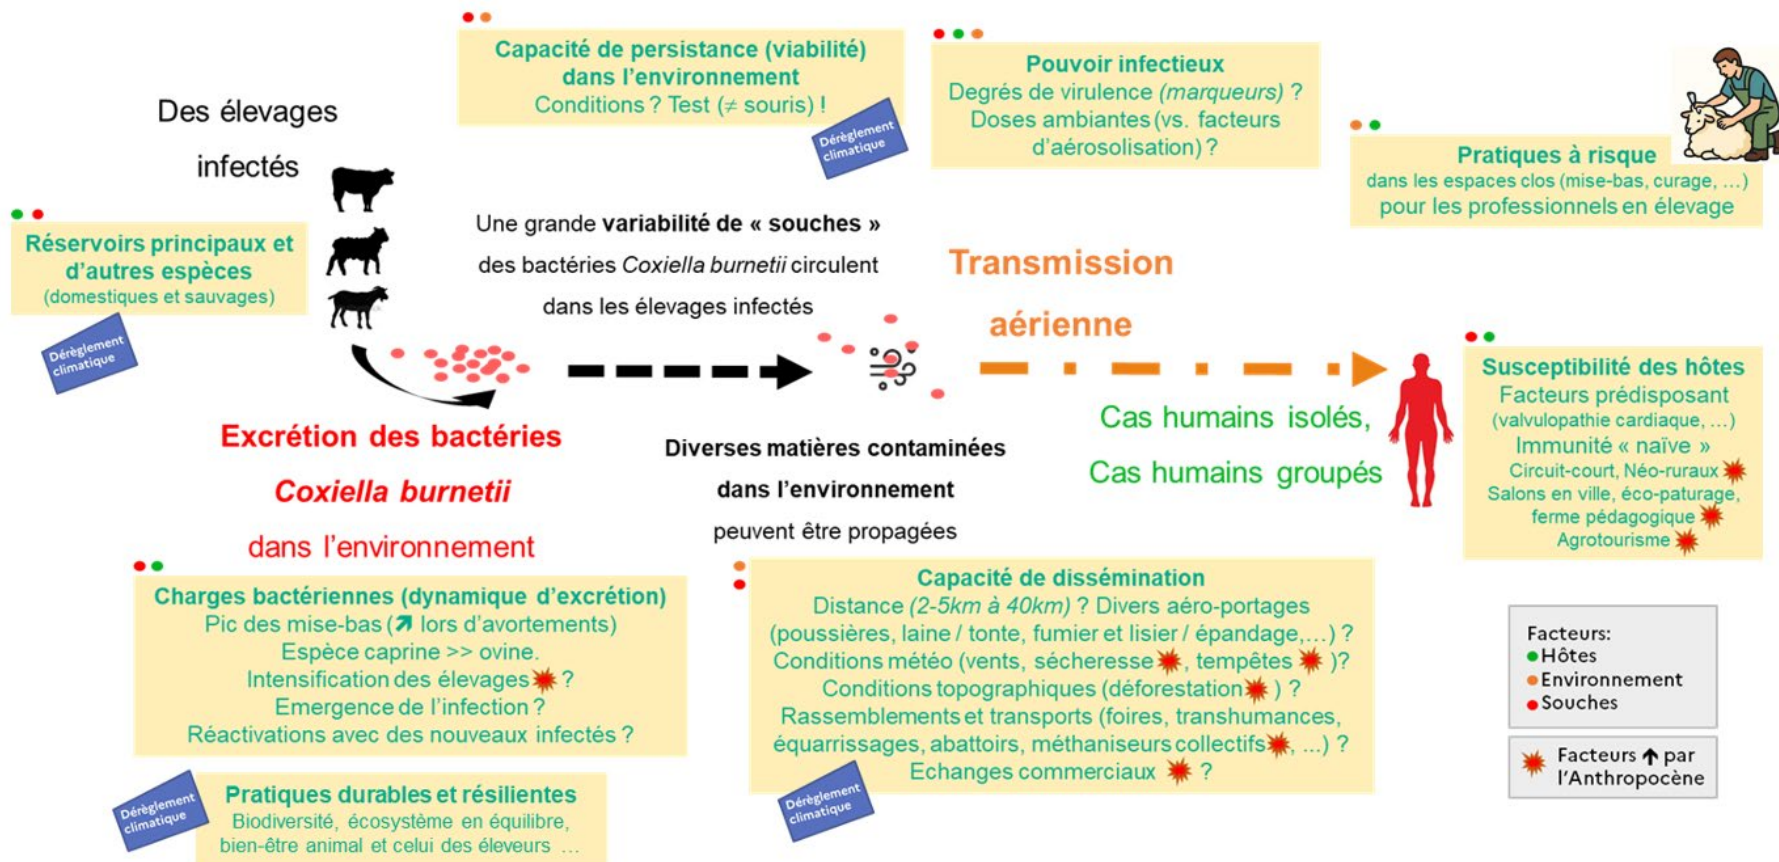 Capacité de persistance (viabilité)
dans l'environnement
Conditions ? Test (≠ souris) !
Dérèglement
climatique
Pouvoir infectieux
Degrés de virulence (marqueurs) ?
Doses ambiantes (vs. facteurs
d'aérosolisation) ?
Pratiques à risque
dans les espaces clos (mise-bas, curage, …)
pour les professionnels en élevage
Des élevages
infectés
Réservoirs principaux et
d'autres espèces
(domestiques et sauvages)
Dérèglement
climatique
Une grande variabilité de « souches »
des bactéries Coxiella burnetii circulent
dans les élevages infectés
Transmission
aérienne
Excrétion des bactéries
Coxiella burnetii
dans l'environnement
Diverses matières contaminées
dans l'environnement
peuvent être propagées
Cas humains isolés,
Cas humains groupés
Susceptibilité des hôtes
Facteurs prédisposant
(valvulopathie cardiaque, …)
Immunité « naïve »
Circuit-court, Néo-ruraux
Salons en ville, éco-paturage,
ferme pédagogique
Agrotourisme
Charges bactériennes (dynamique d'excrétion)
Pic des mise-bas (↗ lors d'avortements)
Espèce caprine >> ovine.
Intensification des élevages ?
Emergence de l'infection ?
Réactivations avec des nouveaux infectés ?
Capacité de dissémination
Distance (2-5km à 40km) ? Divers aéro-portages
(poussières, laine / tonte, fumier et lisier / épandage,…) ?
Conditions météo (vents, sécheresse , tempêtes )?
Conditions topographiques (déforestation ) ?
Rassemblements et transports (foires, transhumances,
équarrissages, abattoirs, méthaniseurs collectifs , ...) ?
Echanges commerciaux ?
Dérèglement
climatique
Dérèglement
climatique
Pratiques durables et résilientes
Biodiversité, écosystème en équilibre,
bien-être animal et celui des éleveurs …
Facteurs:
Hôtes
Environnement
Souches
Facteurs ↑ par
l'Anthropocène